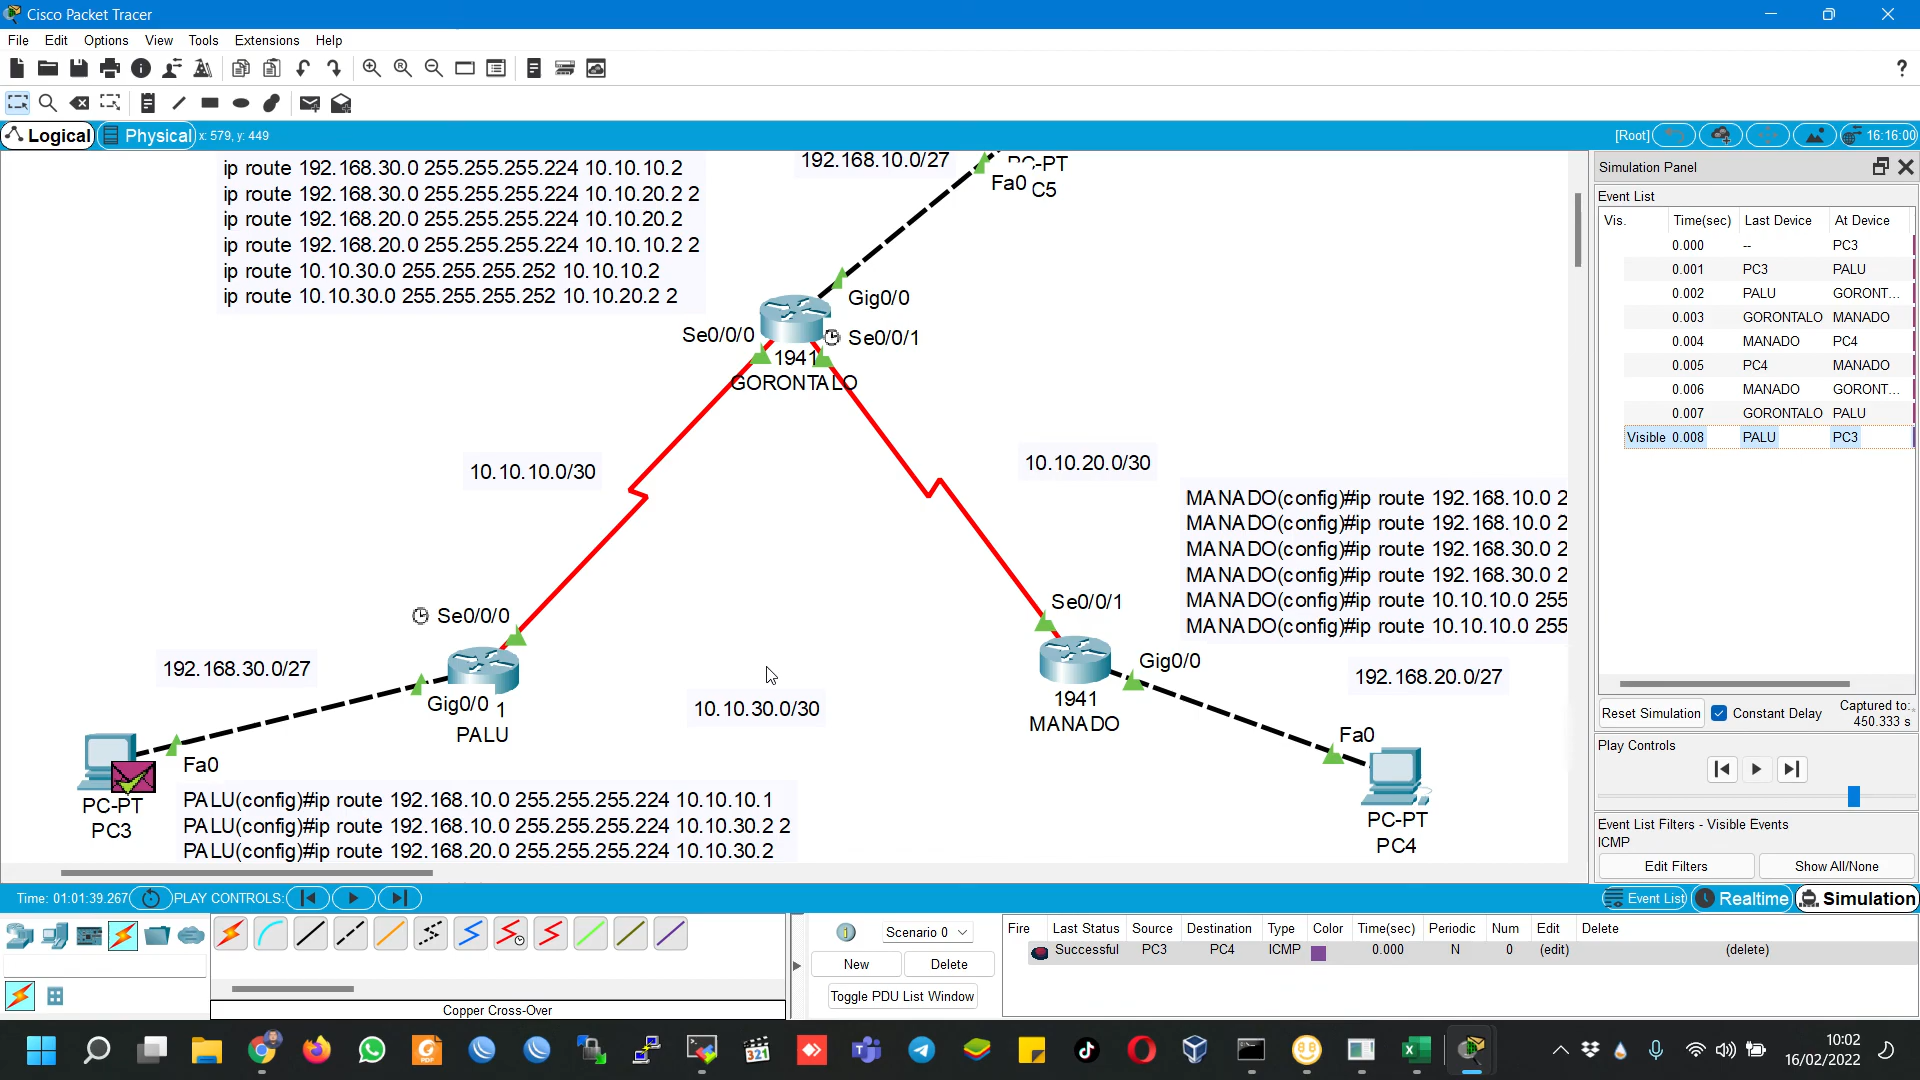 Cisco Packet Tracer
File Edit Options View Tools Extensions Help
Logical Physical x: 579, y: 449
[Root] 16:16:00
ip route 192.168.30.0 255.255.255.224 10.10.10.2
ip route 192.168.30.0 255.255.255.224 10.10.20.2 2
ip route 192.168.20.0 255.255.255.224 10.10.20.2
ip route 192.168.20.0 255.255.255.224 10.10.10.2 2
ip route 10.10.30.0 255.255.255.252 10.10.10.2
ip route 10.10.30.0 255.255.255.252 10.10.20.2 2
192.168.10.0/27
PC-PT
Fa0 C5
Gig0/0
Se0/0/0
Se0/0/1
1941
GORONTALO
10.10.10.0/30
10.10.20.0/30
MANADO(config)#ip route 192.168.10.0 2
MANADO(config)#ip route 192.168.10.0 2
MANADO(config)#ip route 192.168.30.0 2
MANADO(config)#ip route 192.168.30.0 2
MANADO(config)#ip route 10.10.10.0 255
MANADO(config)#ip route 10.10.10.0 255
Se0/0/0
Se0/0/1
192.168.30.0/27
Gig0/0 1
PALU
10.10.30.0/30
1941
MANADO
Gig0/0
192.168.20.0/27
Fa0
PC-PT
PC3
Fa0
PC-PT
PC4
PALU(config)#ip route 192.168.10.0 255.255.255.224 10.10.10.1
PALU(config)#ip route 192.168.10.0 255.255.255.224 10.10.30.2 2
PALU(config)#ip route 192.168.20.0 255.255.255.224 10.10.30.2
Simulation Panel
Event List
Vis. Time(sec) Last Device At Device
0.000 -- PC3
0.001 PC3 PALU
0.002 PALU GORONT...
0.003 GORONTALO MANADO
0.004 MANADO PC4
0.005 PC4 MANADO
0.006 MANADO GORONT...
0.007 GORONTALO PALU
Visible 0.008 PALU PC3
Reset Simulation Constant Delay Captured to:
450.333 s
Play Controls
Event List Filters - Visible Events
ICMP
Edit Filters Show All/None
Time: 01:01:39.267 PLAY CONTROLS: Event List Realtime Simulation
Copper Cross-Over
Scenario 0
New Delete
Toggle PDU List Window
Fire Last Status Source Destination Type Color Time(sec) Periodic Num Edit Delete
Successful PC3 PC4 ICMP 0.000 N 0 (edit) (delete)
321
10:02
16/02/2022